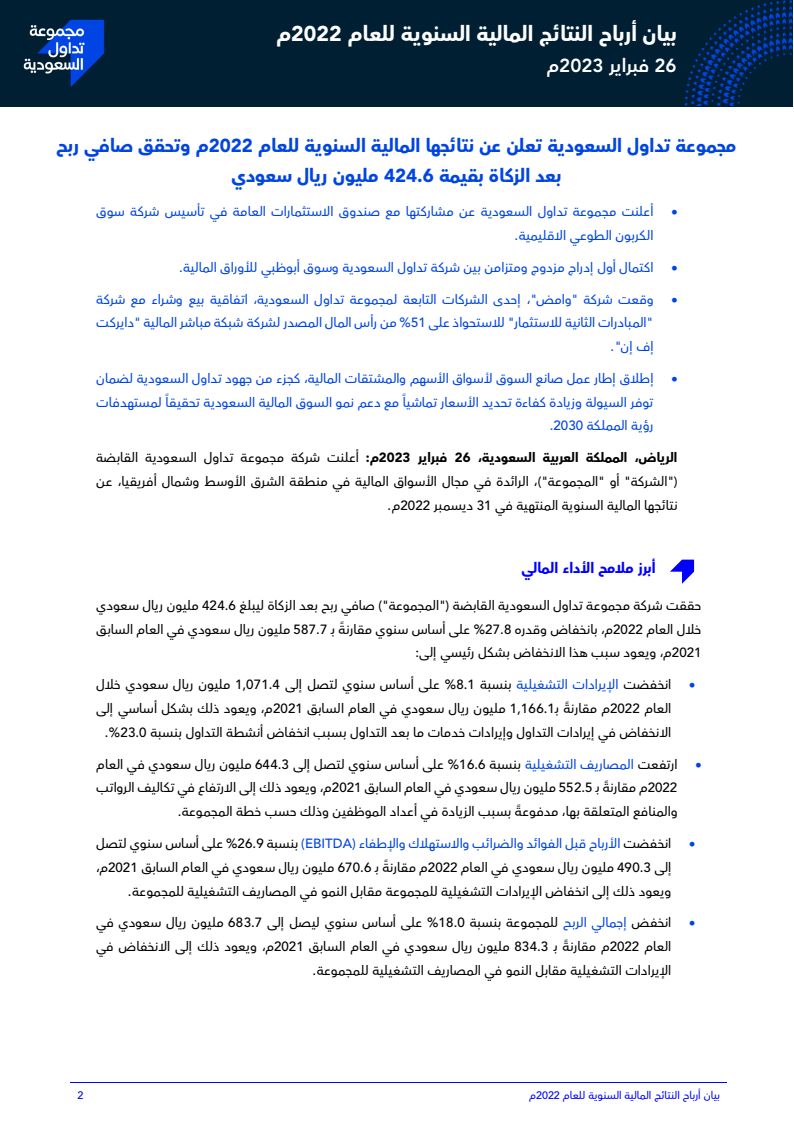 بيان أرباح النتائج المالية السنوية للعام 2022م
26 فبراير 2023م
مجموعة
تداول
السعودية
مجموعة تداول السعودية تعلن عن نتائجها المالية السنوية للعام 2022م وتحقق صافي ربح
بعد الزكاة بقيمة 424.6 مليون ريال سعودي
• أعلنت مجموعة تداول السعودية عن مشاركتها مع صندوق الاستثمارات العامة في تأسيس شركة سوق
الكربون الطوعي الاقليمية.
• اكتمال أول إدراج مزدوج ومتزامن بين شركة تداول السعودية وسوق أبوظبي للأوراق المالية.
• وقعت شركة "وامض"، إحدى الشركات التابعة لمجموعة تداول السعودية، اتفاقية بيع وشراء مع شركة
"المبادرات الثانية للاستثمار" للاستحواذ على 51% من رأس المال المصدر لشركة شبكة مباشر المالية "دايركت
إف إن".
• إطلاق إطار عمل صانع السوق لأسواق الأسهم والمشتقات المالية، كجزء من جهود تداول السعودية لضمان
توفر السيولة وزيادة كفاءة تحديد الأسعار تماشياً مع دعم نمو السوق المالية السعودية تحقيقاً لمستهدفات
رؤية المملكة 2030.
الرياض، المملكة العربية السعودية، 26 فبراير 2023م: أعلنت شركة مجموعة تداول السعودية القابضة
("الشركة" أو "المجموعة")، الرائدة في مجال الأسواق المالية في منطقة الشرق الأوسط وشمال أفريقيا، عن
نتائجها المالية السنوية المنتهية في 31 ديسمبر 2022م.
أبرز ملامح الأداء المالي
حققت شركة مجموعة تداول السعودية القابضة ("المجموعة") صافي ربح بعد الزكاة ليبلغ 424.6 مليون ريال سعودي
خلال العام 2022م، بانخفاض وقدره 27.8% على أساس سنوي مقارنةً بـ 587.7 مليون ريال سعودي في العام السابق
2021م، ويعود سبب هذا الانخفاض بشكل رئيسي إلى:
• انخفضت الإيرادات التشغيلية بنسبة 8.1% على أساس سنوي لتصل إلى 1,071.4 مليون ريال سعودي خلال
العام 2022م مقارنةً بـ1,166.1 مليون ريال سعودي في العام السابق 2021م، ويعود ذلك بشكل أساسي إلى
الانخفاض في إيرادات التداول وإيرادات خدمات ما بعد التداول بسبب انخفاض أنشطة التداول بنسبة 23.0%.
• ارتفعت المصاريف التشغيلية بنسبة 16.6% على أساس سنوي لتصل إلى 644.3 مليون ريال سعودي في العام
2022م مقارنةً بـ 552.5 مليون ريال سعودي في العام السابق 2021م، ويعود ذلك إلى الارتفاع في تكاليف الرواتب
والمنافع المتعلقة بها، مدفوعةً بسبب الزيادة في أعداد الموظفين وذلك حسب خطة المجموعة.
• انخفضت الأرباح قبل الفوائد والضرائب والاستهلاك والإطفاء (EBITDA) بنسبة 26.9% على أساس سنوي لتصل
إلى 490.3 مليون ريال سعودي في العام 2022م مقارنةً بـ 670.6 مليون ريال سعودي في العام السابق 2021م،
ويعود ذلك إلى انخفاض الإيرادات التشغيلية للمجموعة مقابل النمو في المصاريف التشغيلية للمجموعة.
• انخفض إجمالي الربح للمجموعة بنسبة 18.0% على أساس سنوي ليصل إلى 683.7 مليون ريال سعودي في
العام 2022م مقارنةً بـ 834.3 مليون ريال سعودي في العام السابق 2021م، ويعود ذلك إلى الانخفاض في
الإيرادات التشغيلية مقابل النمو في المصاريف التشغيلية للمجموعة.
بيان أرباح النتائج المالية السنوية للعام 2022م
2